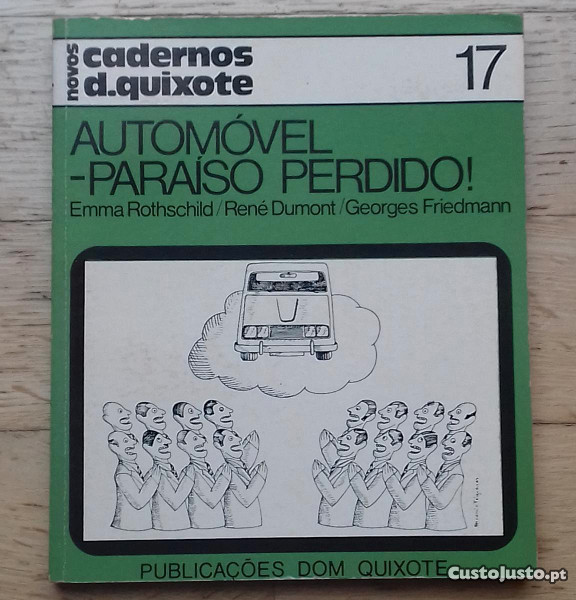 novos
cadernos
d.quixote
17
AUTOMÓVEL
-PARAÍSO PERDIDO!
Emma Rothschild/René Dumont/Georges Friedmann
PUBLICAÇÕES DOM QUIXOTE
CustoJusto.pt